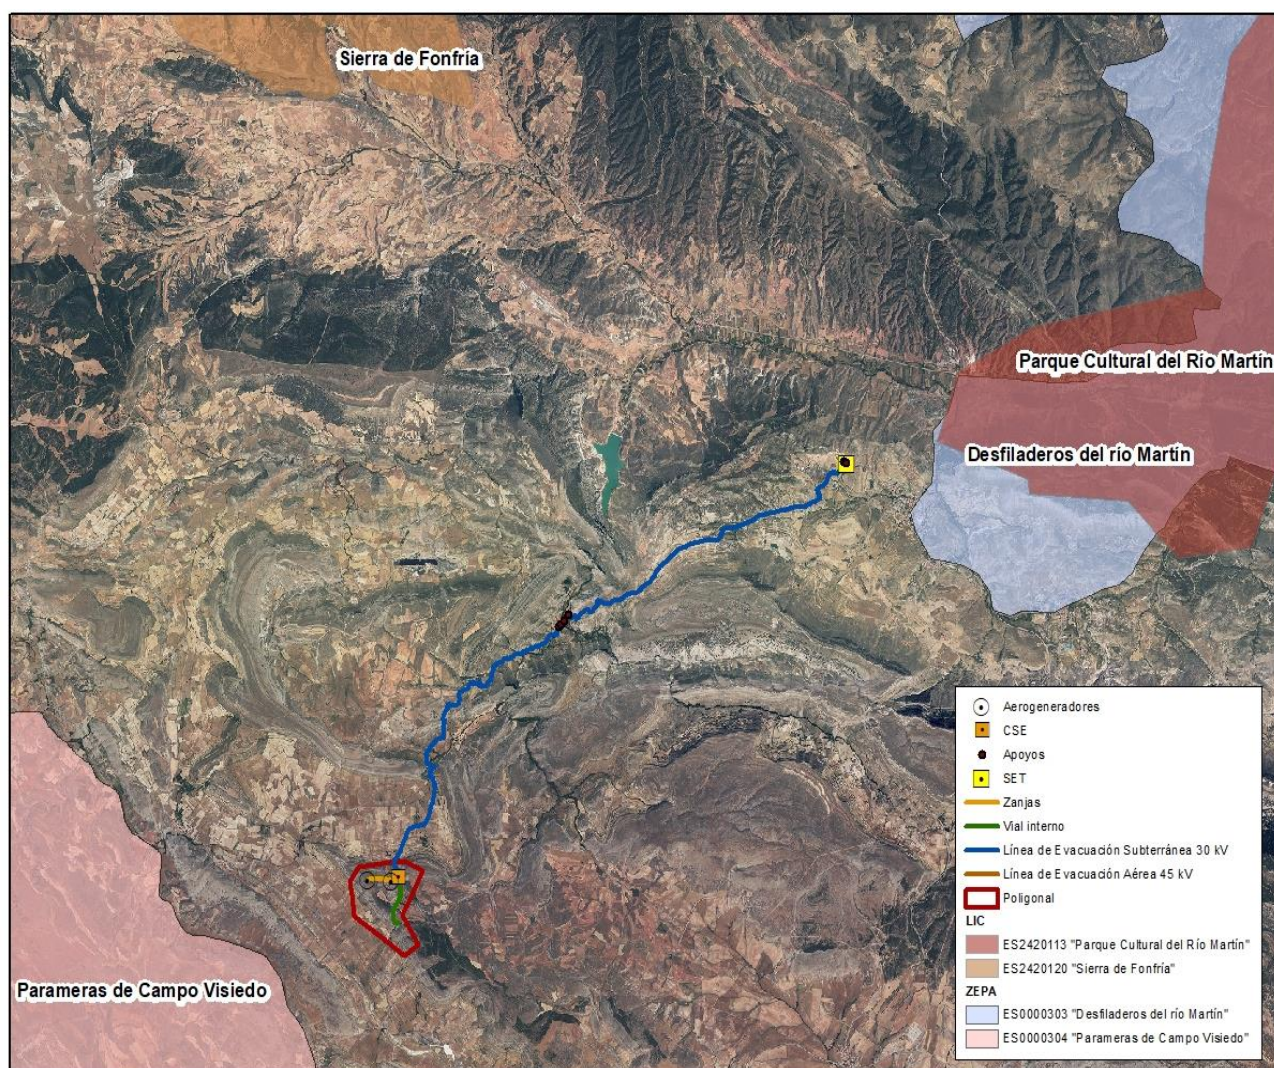 Sierra de Fonfría
Parque Cultural del Río Martín
Desfiladeros del río Martín
Parameras de Campo Visiedo
Aerogeneradores
CSE
Apoyos
SET
Zanjas
Vial interno
Línea de Evacuación Subterránea 30 kV
Línea de Evacuación Aérea 45 kV
Poligonal
LIC
ES2420113 "Parque Cultural del Río Martín"
ES2420120 "Sierra de Fonfría"
ZEPA
ES0000303 "Desfiladeros del río Martín"
ES0000304 "Parameras de Campo Visiedo"